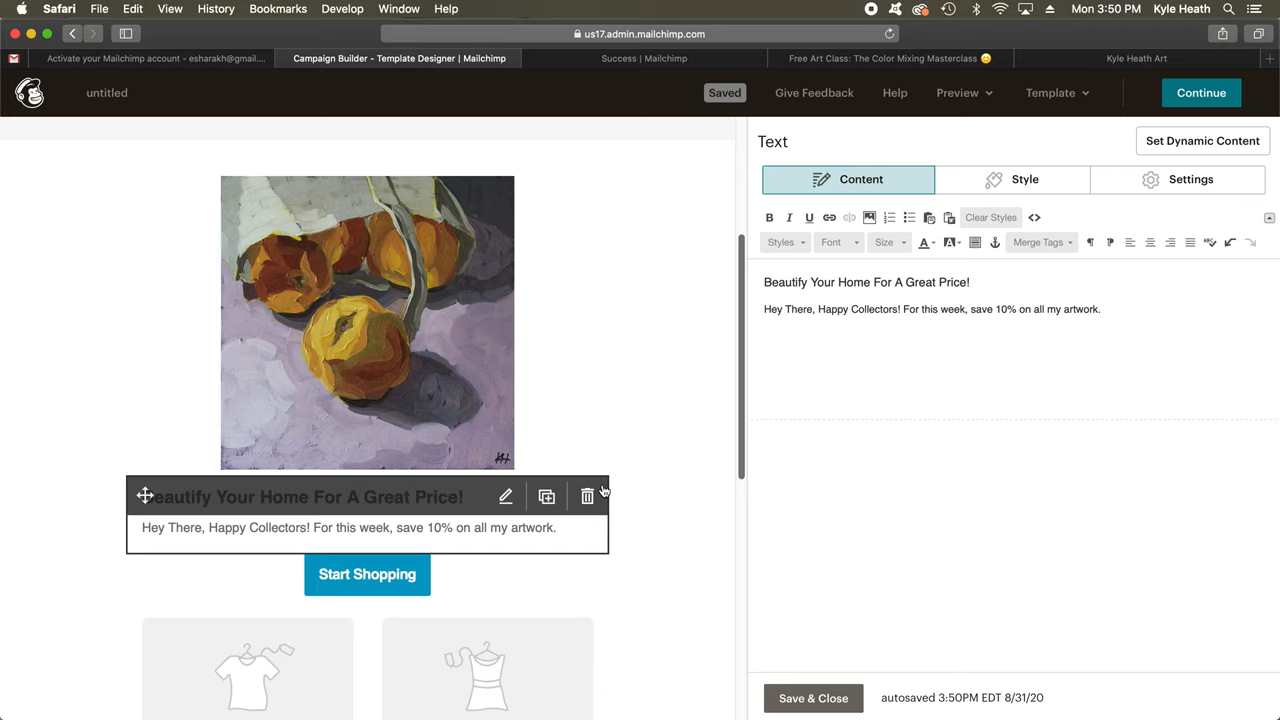 Safari File Edit View History Bookmarks Develop Window Help Mon 3:50 PM Kyle Heath
us17.admin.mailchimp.com
Activate your Mailchimp account - esharakh@gmail.... Campaign Builder - Template Designer | Mailchimp Success | Mailchimp Free Art Class: The Color Mixing Masterclass 😊 Kyle Heath Art
untitled Saved Give Feedback Help Preview Template Continue
Text Set Dynamic Content
Content Style Settings
B I U Clear Styles <>
Styles Font Size A A Merge Tags
Beautify Your Home For A Great Price!
Hey There, Happy Collectors! For this week, save 10% on all my artwork.
KH
Beautify Your Home For A Great Price!
Hey There, Happy Collectors! For this week, save 10% on all my artwork.
Start Shopping
Save & Close autosaved 3:50PM EDT 8/31/20